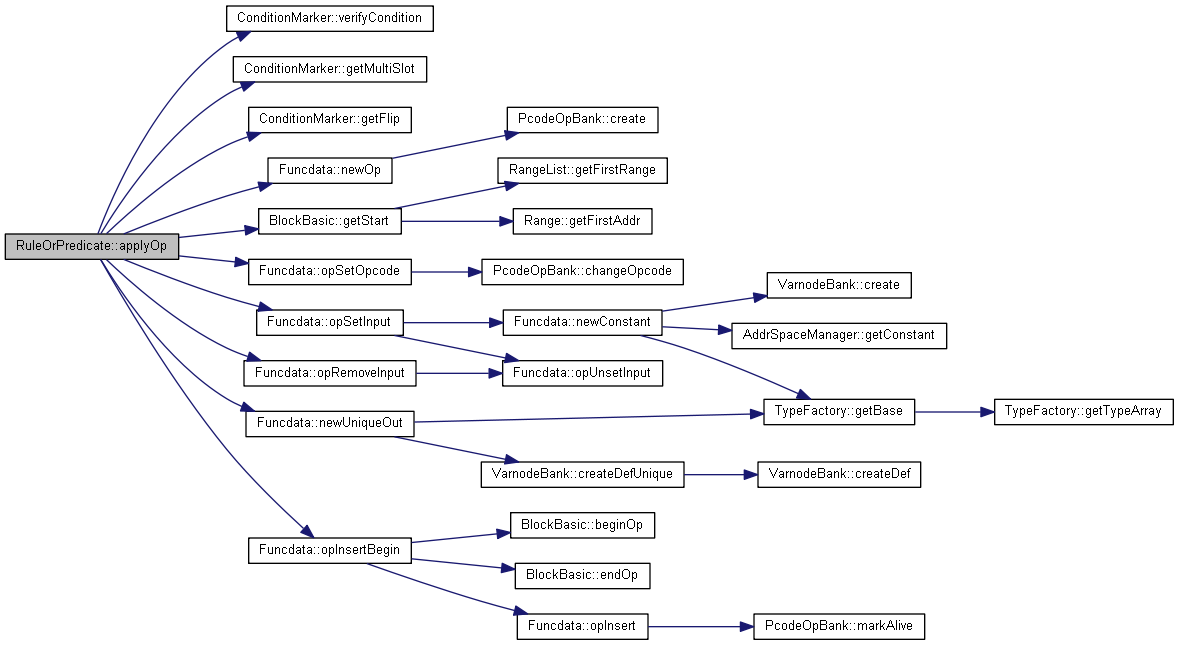 ConditionMarker::verifyCondition
ConditionMarker::getMultiSlot
ConditionMarker::getFlip
PcodeOpBank::create
Funcdata::newOp
RangeList::getFirstRange
BlockBasic::getStart
Range::getFirstAddr
RuleOrPredicate::applyOp
Funcdata::opSetOpcode
PcodeOpBank::changeOpcode
VarnodeBank::create
Funcdata::opSetInput
Funcdata::newConstant
AddrSpaceManager::getConstant
Funcdata::opRemoveInput
Funcdata::opUnsetInput
TypeFactory::getBase
TypeFactory::getTypeArray
Funcdata::newUniqueOut
VarnodeBank::createDefUnique
VarnodeBank::createDef
BlockBasic::beginOp
Funcdata::opInsertBegin
BlockBasic::endOp
Funcdata::opInsert
PcodeOpBank::markAlive